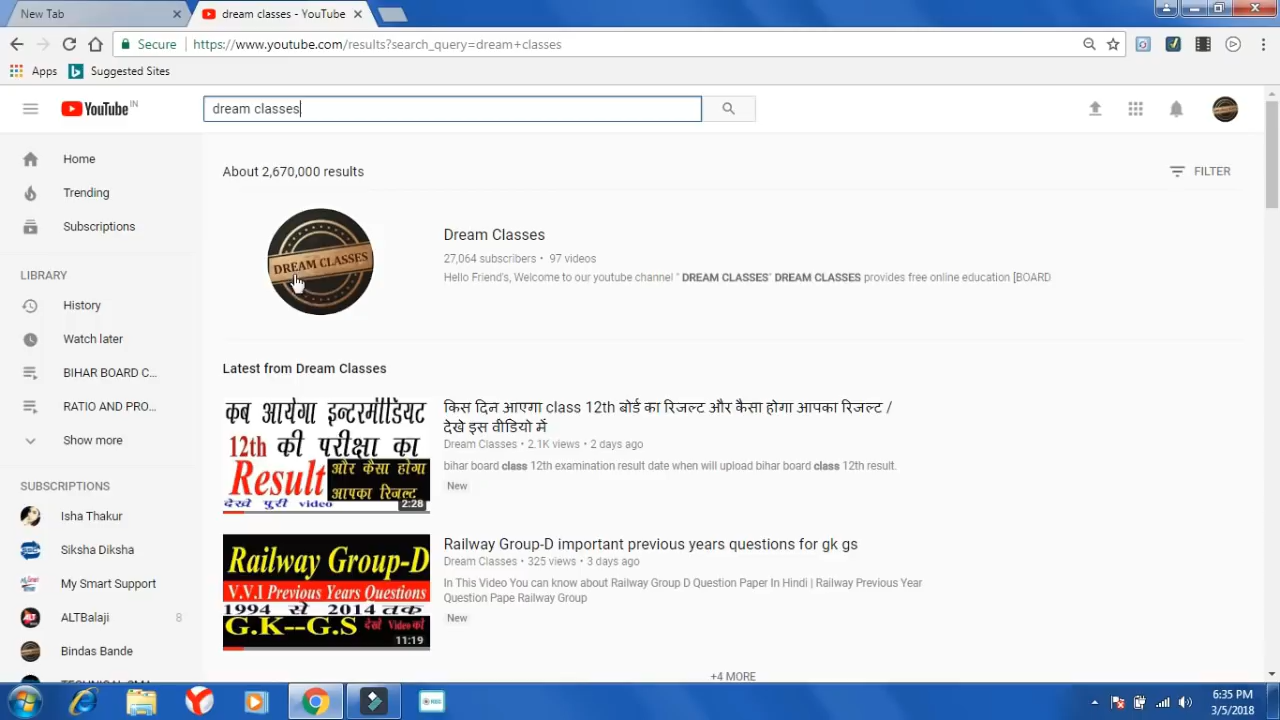 New Tab
dream classes - YouTube
Secure
https://www.youtube.com/results?search_query=dream+classes
Apps
Suggested Sites
YouTube IN
dream classes
Home
Trending
Subscriptions
LIBRARY
History
Watch later
BIHAR BOARD C...
RATIO AND PRO...
Show more
SUBSCRIPTIONS
Isha Thakur
Siksha Diksha
My Smart Support
ALTBalaji
8
Bindas Bande
About 2,670,000 results
FILTER
DREAM CLASSES
Dream Classes
27,064 subscribers • 97 videos
Hello Friend's, Welcome to our youtube channel " DREAM CLASSES" DREAM CLASSES provides free online education [BOARD
Latest from Dream Classes
कब आयेगा इन्टरमीडियट
12th की परीक्षा का
Result और कैसा होगा
आपका रिजल्ट
देखे पुरी video
2:28
किस दिन आएगा class 12th बोर्ड का रिजल्ट और कैसा होगा आपका रिजल्ट /
देखे इस वीडियो में
Dream Classes • 2.1K views • 2 days ago
bihar board class 12th examination result date when will upload bihar board class 12th result.
New
Railway Group-D
V.V.I Previous Years Questions
1994 से 2014 तक
G.K--G.S देखे Video को
11:19
Railway Group-D important previous years questions for gk gs
Dream Classes • 325 views • 3 days ago
In This Video You can know about Railway Group D Question Paper In Hindi | Railway Previous Year
Question Pape Railway Group
New
+4 MORE
6:35 PM
3/5/2018